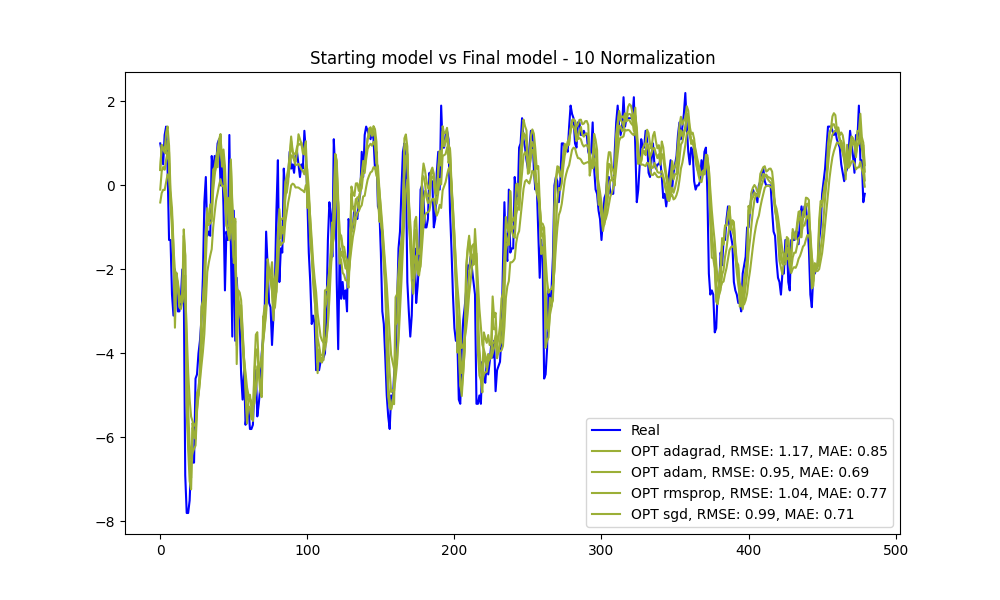 Starting model vs Final model - 10 Normalization
2
0
−2
−4
−6
−8
Real
OPT adagrad, RMSE: 1.17, MAE: 0.85
OPT adam, RMSE: 0.95, MAE: 0.69
OPT rmsprop, RMSE: 1.04, MAE: 0.77
OPT sgd, RMSE: 0.99, MAE: 0.71
0 100 200 300 400 500